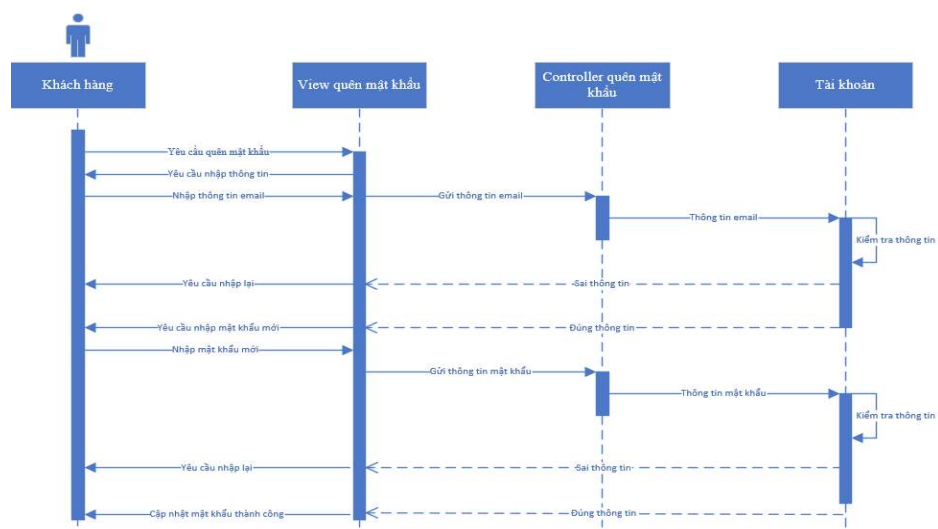 Khách hàng
View quên mật khẩu
Controller quên mật
khẩu
Tài khoản
Yêu cầu quên mật khẩu
Yêu cầu nhập thông tin
Nhập thông tin email
Gửi thông tin email
Thông tin email
Kiểm tra thông tin
Yêu cầu nhập lại
Sai thông tin
Yêu cầu nhập mật khẩu mới
Đúng thông tin
Nhập mật khẩu mới
Gửi thông tin mật khẩu
Thông tin mật khẩu
Kiểm tra thông tin
Yêu cầu nhập lại
Sai thông tin
Cập nhật mật khẩu thành công
Đúng thông tin